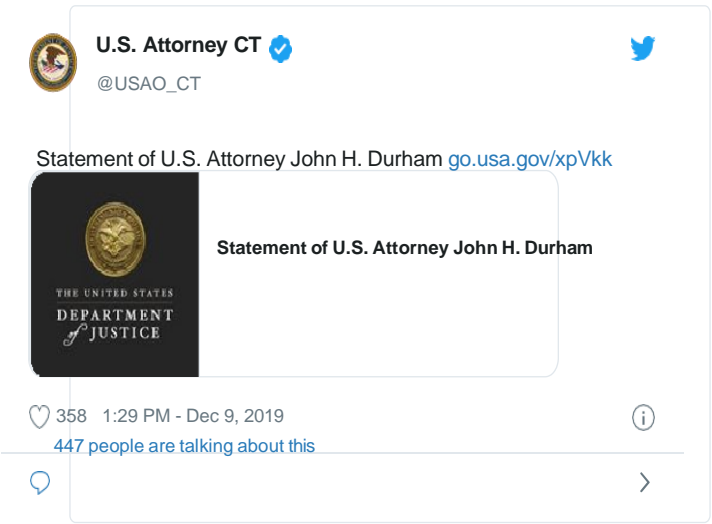 U.S. Attorney CT
@USAO_CT
Statement of U.S. Attorney John H. Durham go.usa.gov/xpVkk
Statement of U.S. Attorney John H. Durham
THE UNITED STATES
DEPARTMENT
of JUSTICE
358 1:29 PM - Dec 9, 2019
447 people are talking about this